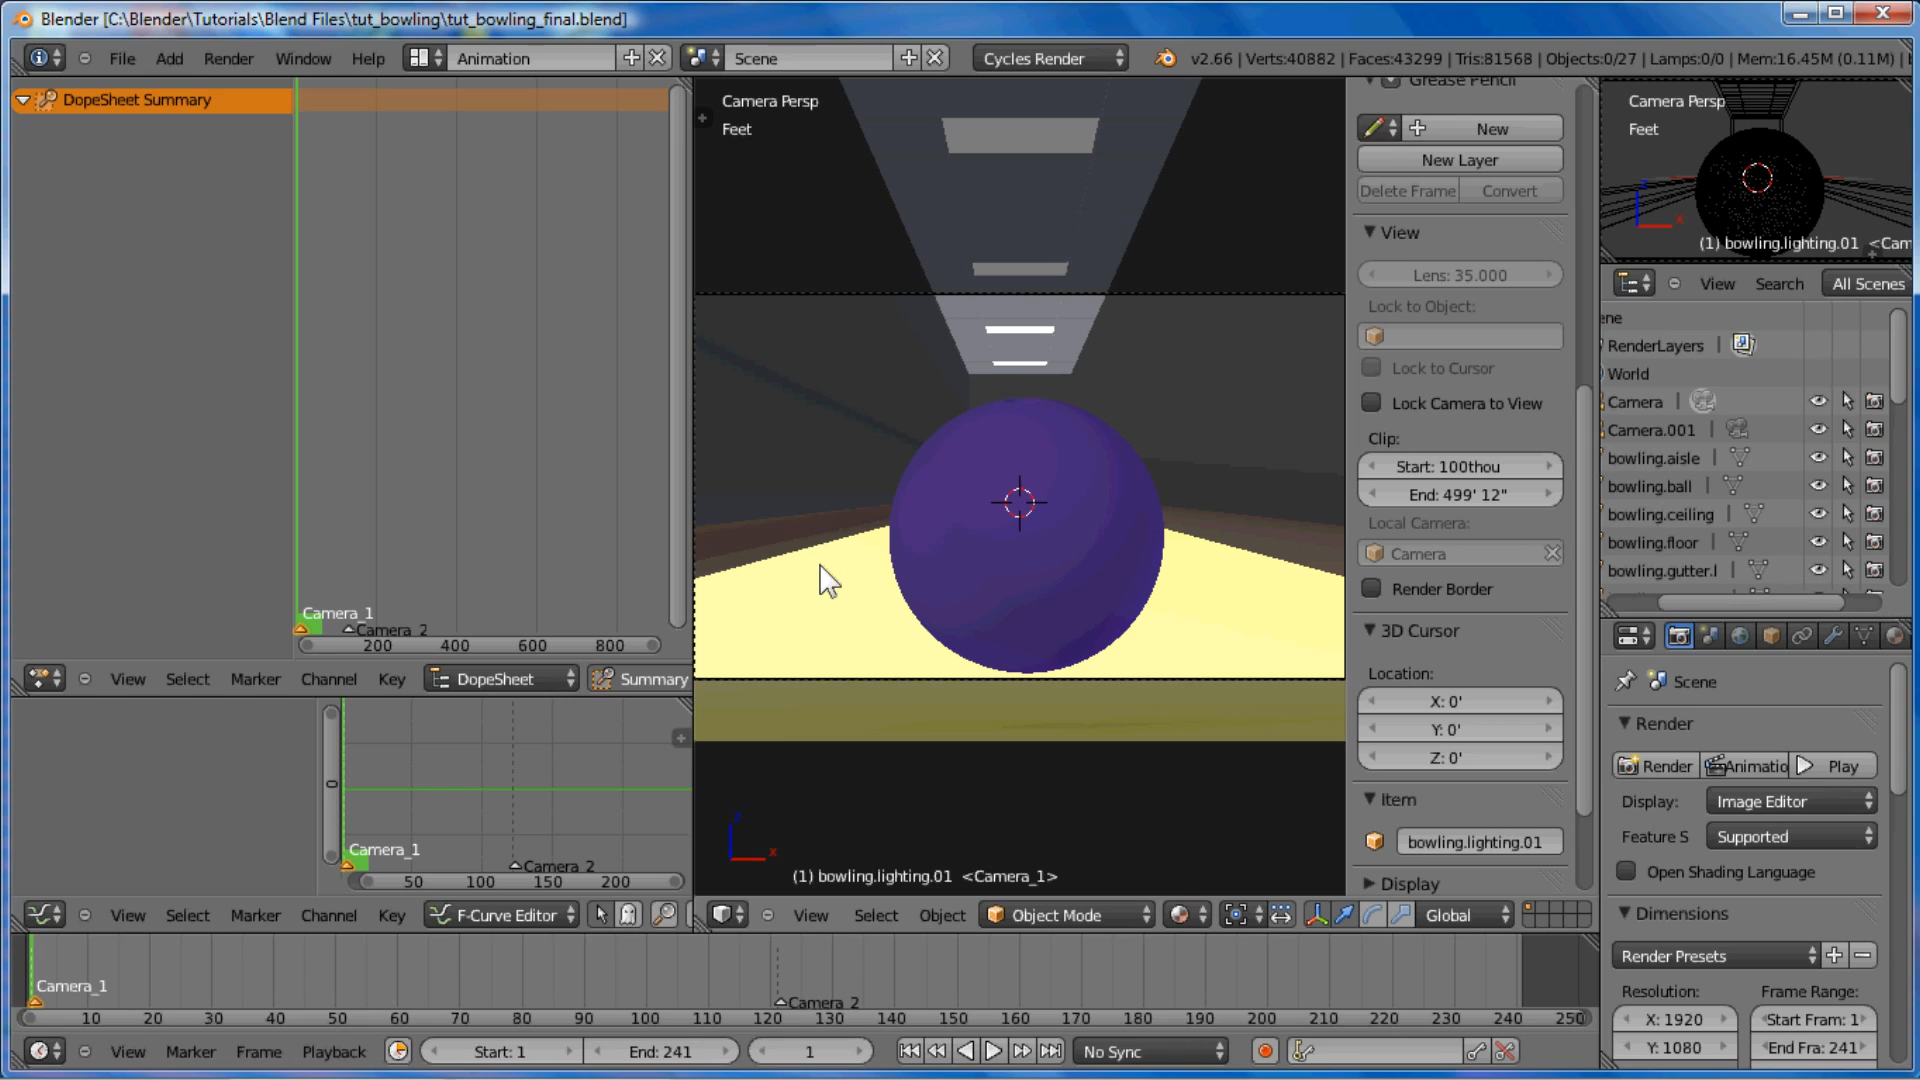 Blender [C:\Blender\Tutorials\Blend Files\tut_bowling\tut_bowling_final.blend]
File Add Render Window Help Animation Scene Cycles Render v2.66 | Verts:40882 | Faces:43299 | Tris:81568 | Objects:0/27 | Lamps:0/0 | Mem:16.45M (0.11M) |
DopeSheet Summary
Camera_1
Camera_2
200 400 600 800
View Select Marker Channel Key DopeSheet Summary
Camera_1
Camera_2
50 100 150 200
View Select Marker Channel Key F-Curve Editor
Camera Persp
Feet
z
x
(1) bowling.lighting.01 <Camera_1>
View Select Object Object Mode Global
Grease Pencil
New
New Layer
Delete Frame Convert
View
Lens: 35.000
Lock to Object:
Lock to Cursor
Lock Camera to View
Clip:
Start: 100thou
End: 499' 12"
Local Camera:
Camera
Render Border
3D Cursor
Location:
X: 0'
Y: 0'
Z: 0'
Item
bowling.lighting.01
Display
Camera Persp
Feet
z
x
(1) bowling.lighting.01 <Cam
View Search All Scenes
ene
RenderLayers |
World
Camera |
Camera.001 |
bowling.aisle |
bowling.ball |
bowling.ceiling |
bowling.floor |
bowling.gutter.l |
Scene
Render
Render Animatio Play
Display: Image Editor
Feature S Supported
Open Shading Language
Dimensions
Render Presets
Resolution: Frame Range:
X: 1920 Start Fram: 1
Y: 1080 End Fra: 241
Camera_1
Camera_2
10 20 30 40 50 60 70 80 90 100 110 120 130 140 150 160 170 180 190 200 210 220 230 240 250
View Marker Frame Playback Start: 1 End: 241 1 No Sync